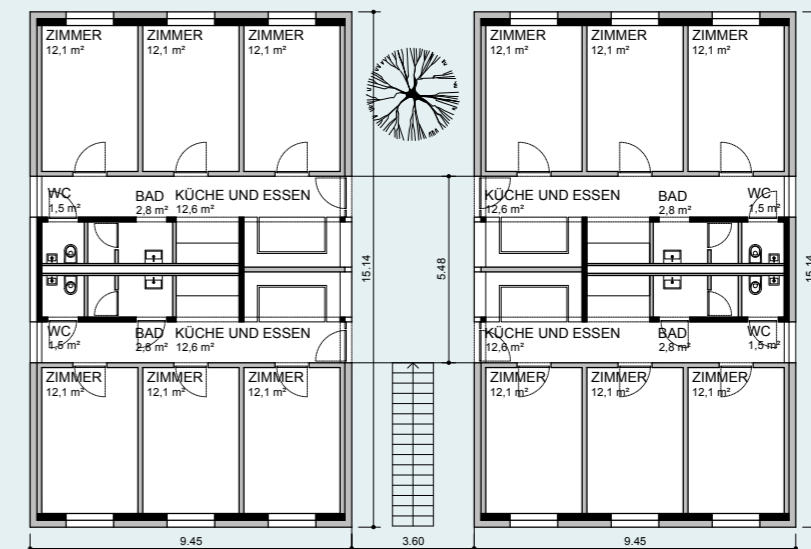 ZIMMER ZIMMER ZIMMER ZIMMER ZIMMER ZIMMER
12,1 m² 12,1 m² 12,1 m² 12,1 m² 12,1 m² 12,1 m²
WC BAD KÜCHE UND ESSEN KÜCHE UND ESSEN BAD WC
1,5 m² 2,8 m² 12,6 m² 12,6 m² 2,8 m² 1,5 m²
15.14 5.48 15.14
WC BAD KÜCHE UND ESSEN KÜCHE UND ESSEN BAD WC
1,5 m² 2,8 m² 12,6 m² 12,6 m² 2,8 m² 1,5 m²
ZIMMER ZIMMER ZIMMER ZIMMER ZIMMER ZIMMER
12,1 m² 12,1 m² 12,1 m² 12,1 m² 12,1 m² 12,1 m²
9.45 3.60 9.45